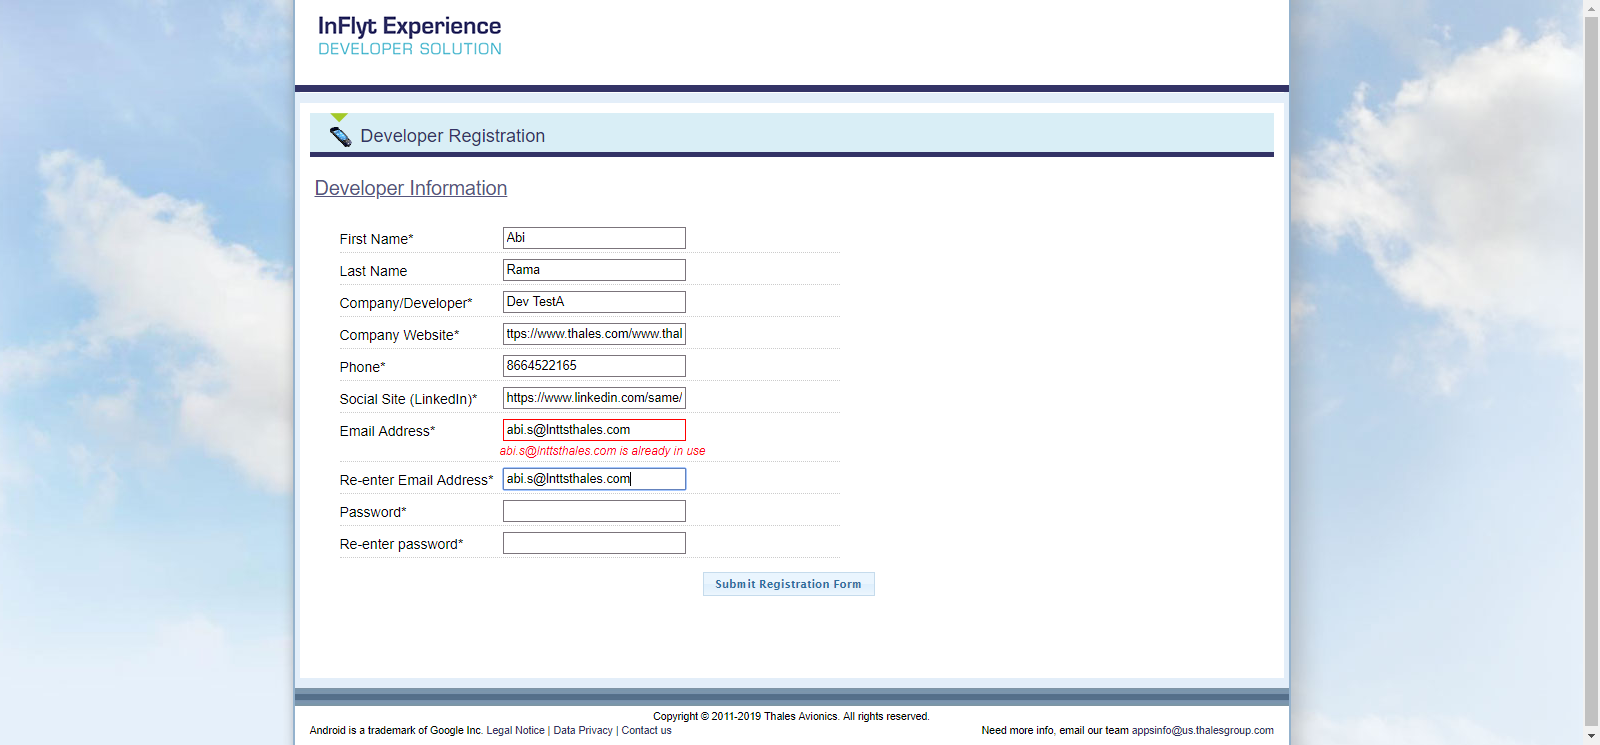 InFlyt Experience
DEVELOPER SOLUTION
Developer Registration
Developer Information
First Name* Abi
Last Name Rama
Company/Developer* Dev TestA
Company Website* ttps://www.thales.com/www.thal
Phone* 8664522165
Social Site (LinkedIn)* https://www.linkedin.com/same/
Email Address* abi.s@lnttsthales.com
abi.s@lnttsthales.com is already in use
Re-enter Email Address* abi.s@lnttsthales.com
Password*
Re-enter password*
Submit Registration Form
Copyright © 2011-2019 Thales Avionics. All rights reserved.
Android is a trademark of Google Inc. Legal Notice | Data Privacy | Contact us Need more info, email our team appsinfo@us.thalesgroup.com